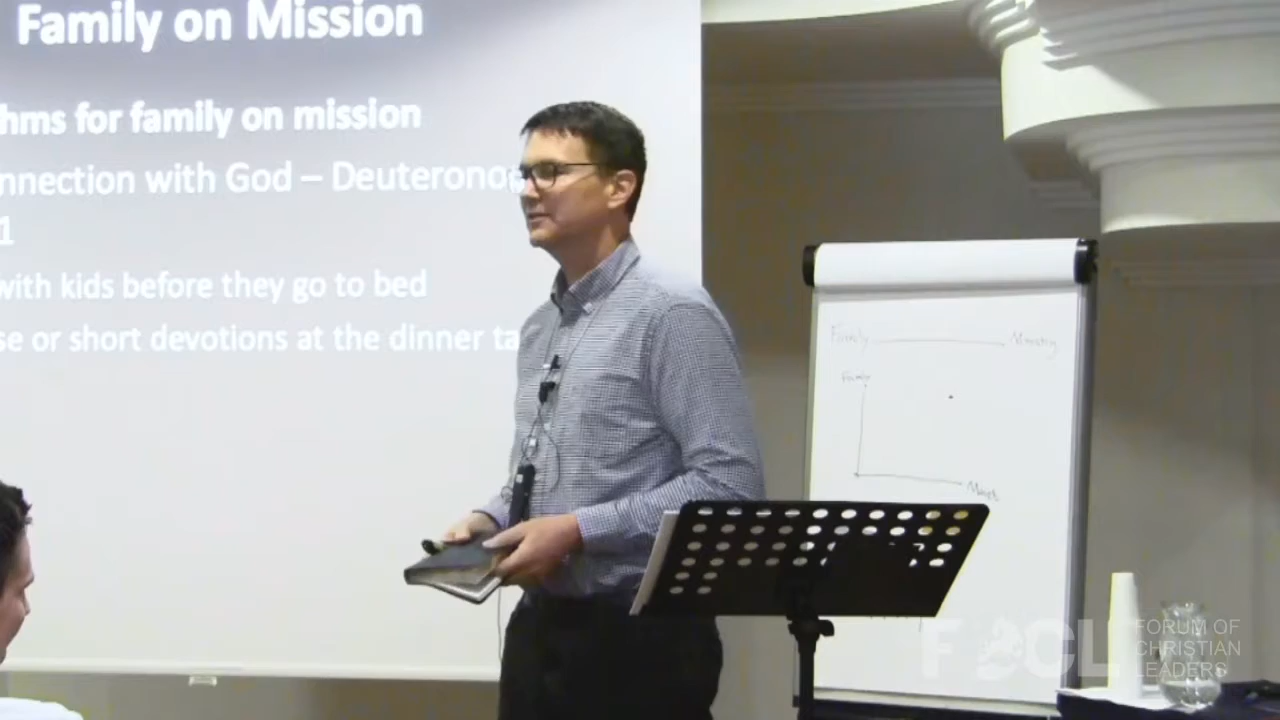 Family on Mission
hms for family on mission
nnection with God – Deuterono
1
with kids before they go to bed
se or short devotions at the dinner ta
Family
Ministry
Family
FOCL
FORUM OF
CHRISTIAN
LEADERS